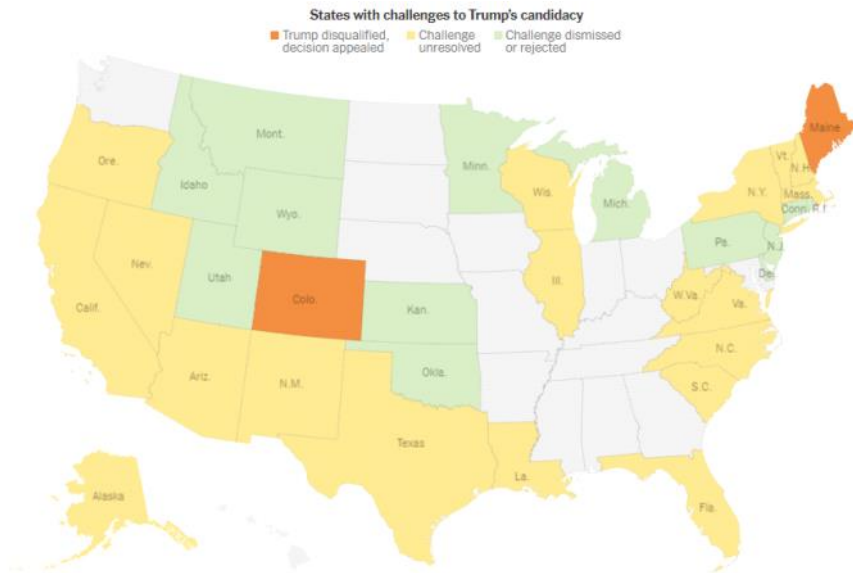 States with challenges to Trump's candidacy
Trump disqualified,
decision appealed
Challenge
unresolved
Challenge dismissed
or rejected
Maine
Mont.
Ore.
Minn.
Vt.
N.H.
Idaho
Wis.
N.Y.
Mass.
Wyo.
Mich.
Conn.
R.I.
Pa.
N.J.
Nev.
Utah
Ill.
Del.
Colo.
W.Va.
Calif.
Kan.
Va.
N.C.
Okla.
Ariz.
N.M.
S.C.
Texas
La.
Alaska
Fla.